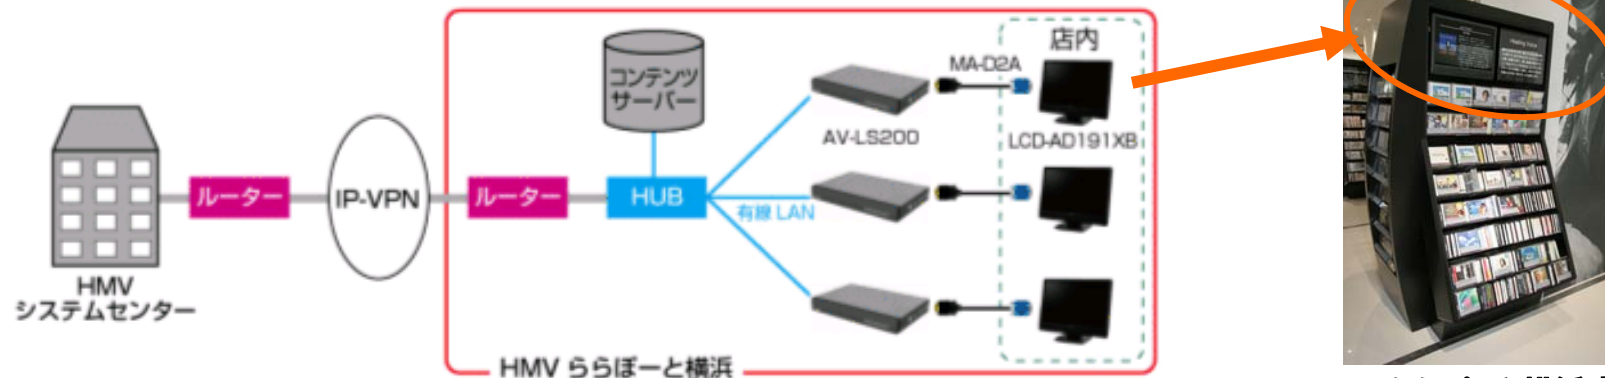 HMV
システムセンター
ルーター
IP-VPN
ルーター
HUB
コンテンツ
サーバー
有線 LAN
AV-LS200
MA-D2A
店内
LCD-AD191XB
HMV ららぽーと横浜